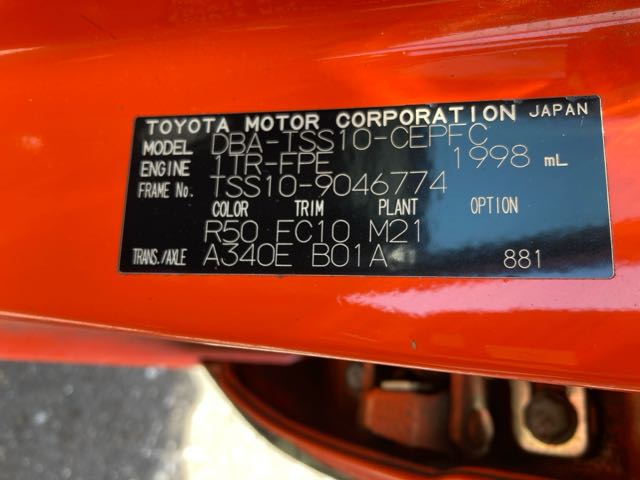 TOYOTA MOTOR CORPORATION JAPAN
MODEL DBA-TSS10-CEPFC
ENGINE 1TR-FPE 1998 mL
FRAME No. TSS10-9046774
COLOR TRIM PLANT OPTION
R50 FC10 M21
TRANS./AXLE A340E B01A 881